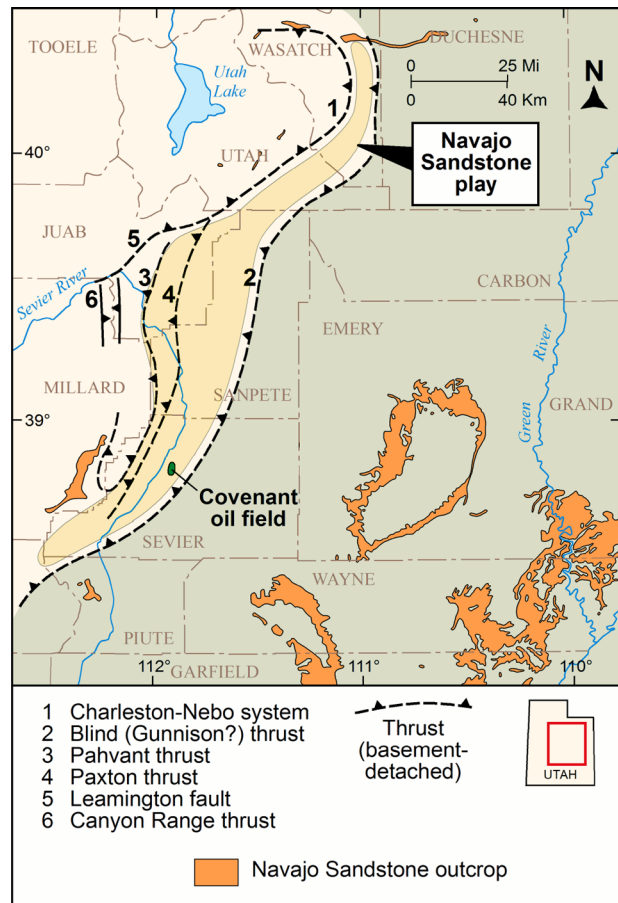 TOOELE
WASATCH
DUCHESNE
Utah
Lake
0 25 Mi
0 40 Km
N
1
40°
UTAH
Navajo
Sandstone
play
JUAB
5
Sevier River
6
3
4
2
CARBON
EMERY
MILLARD
SANPETE
39°
GRAND
Green River
Covenant
oil field
SEVIER
WAYNE
PIUTE
GARFIELD
112°
111°
110°
1 Charleston-Nebo system
2 Blind (Gunnison?) thrust
3 Pahvant thrust
4 Paxton thrust
5 Leamington fault
6 Canyon Range thrust
Thrust
(basement-
detached)
UTAH
Navajo Sandstone outcrop